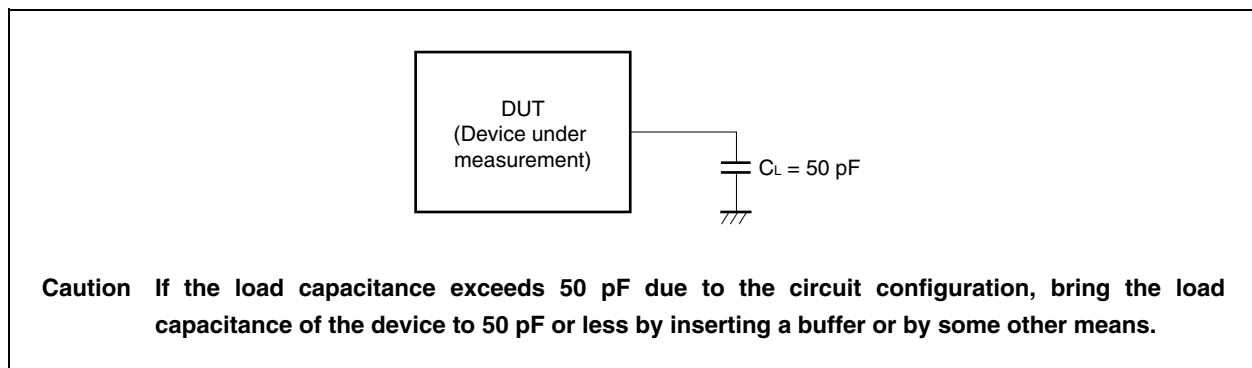 DUT
(Device under
measurement)
CL = 50 pF
Caution If the load capacitance exceeds 50 pF due to the circuit configuration, bring the load
capacitance of the device to 50 pF or less by inserting a buffer or by some other means.